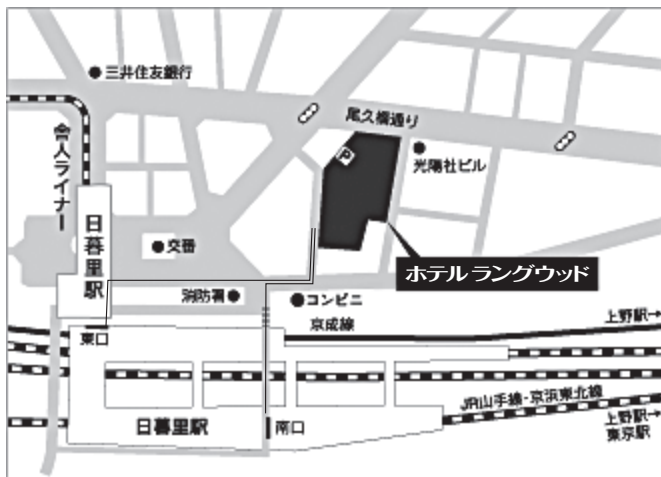 三井住友銀行
尾久橋通り
P
光陽社ビル
舎人ライナー
日暮里駅
交番
ホテル ラングウッド
消防署
コンビニ
上野駅→
京成線
東口
JR山手線・京浜東北線
日暮里駅
南口
上野駅→
東京駅